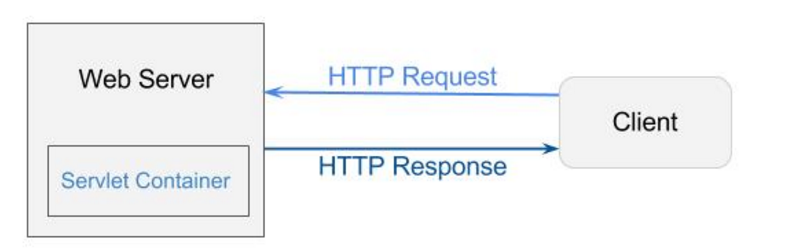 Web Server
HTTP Request
Client
HTTP Response
Servlet Container